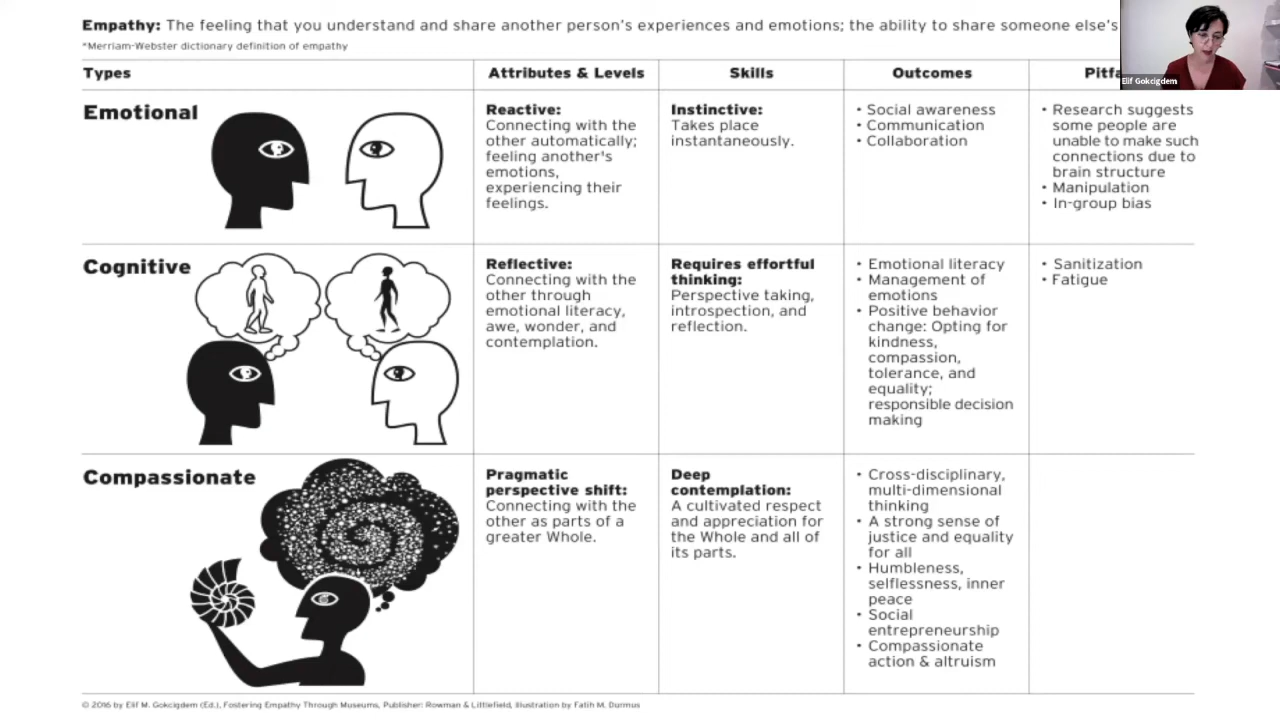 Empathy: The feeling that you understand and share another person's experiences and emotions; the ability to share someone else's
*Merriam-Webster dictionary definition of empathy
Elif Gokcigdem
Types
Attributes & Levels
Skills
Outcomes
Emotional
Reactive:
Connecting with the
other automatically;
feeling another's
emotions,
experiencing their
feelings.
Instinctive:
Takes place
instantaneously.
• Social awareness
• Communication
• Collaboration
• Research suggests
some people are
unable to make such
connections due to
brain structure
• Manipulation
• In-group bias
Cognitive
Reflective:
Connecting with the
other through
emotional literacy,
awe, wonder, and
contemplation.
Requires effortful
thinking:
Perspective taking,
introspection, and
reflection.
• Emotional literacy
• Management of
emotions
• Positive behavior
change: Opting for
kindness,
compassion,
tolerance, and
equality;
responsible decision
making
• Sanitization
• Fatigue
Compassionate
Pragmatic
perspective shift:
Connecting with the
other as parts of a
greater Whole.
Deep
contemplation:
A cultivated respect
and appreciation for
the Whole and all of
its parts.
• Cross-disciplinary,
multi-dimensional
thinking
• A strong sense of
justice and equality
for all
• Humbleness,
selflessness, inner
peace
• Social
entrepreneurship
• Compassionate
action & altruism
© 2016 by Elif M. Gokcigdem (Ed.), Fostering Empathy Through Museums, Publisher: Rowman & Littlefield, Illustration by Fatih M. Durmus